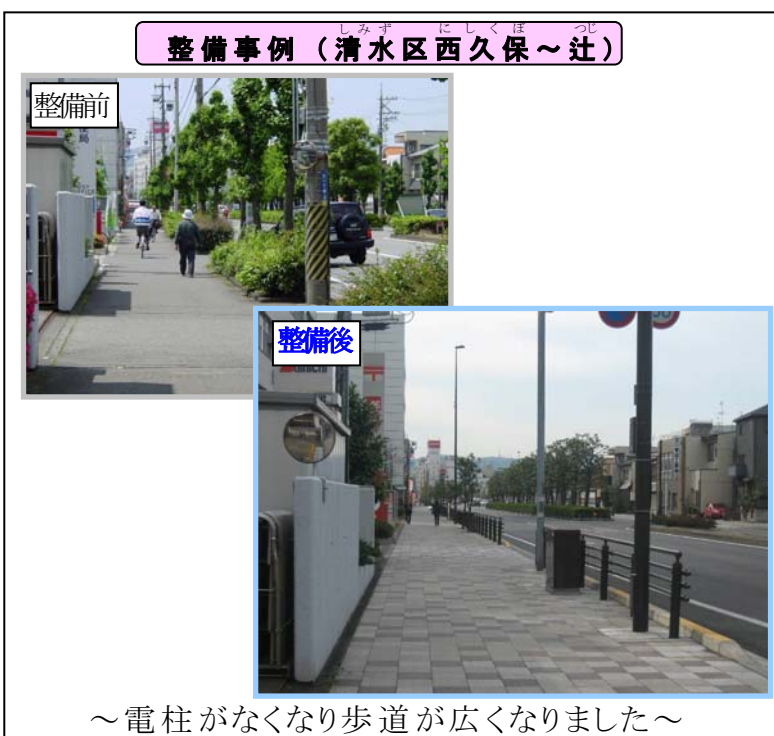 しみず にしくぼ つじ
整備事例（清水区西久保～辻）
整備前
整備後
～電柱がなくなり歩道が広くなりました～